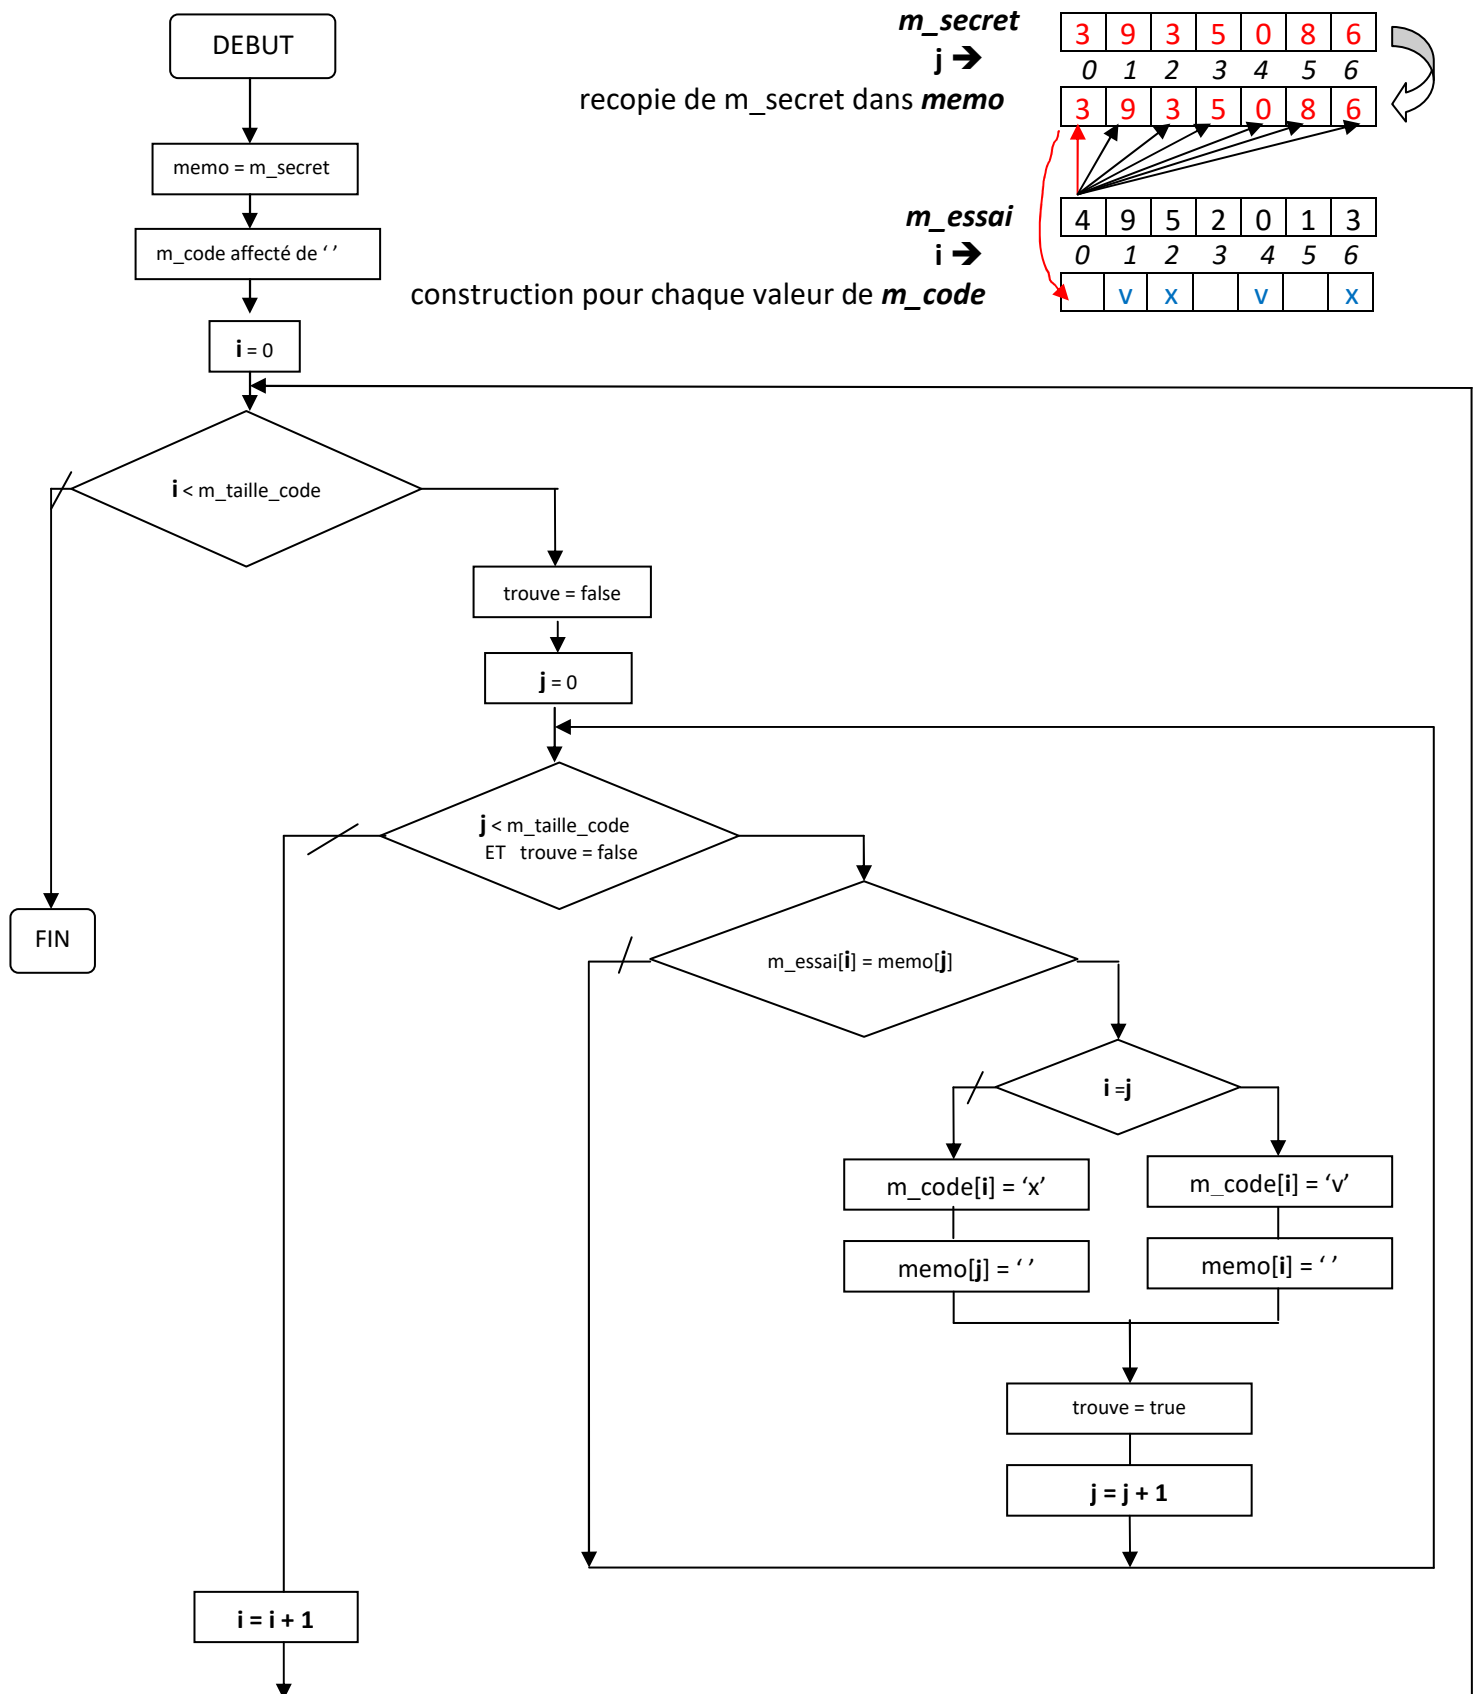 DEBUT
memo = m_secret
m_code affecté de ‘ ’
i = 0
m_secret
3 9 3 5 0 8 6
j ➔
0 1 2 3 4 5 6
recopie de m_secret dans memo
3 9 3 5 0 8 6
m_essai
4 9 5 2 0 1 3
i ➔
0 1 2 3 4 5 6
construction pour chaque valeur de m_code
v x v x
i < m_taille_code
trouve = false
j = 0
j < m_taille_code
ET trouve = false
FIN
m_essai[i] = memo[j]
i =j
m_code[i] = ‘x’
m_code[i] = ‘v’
memo[j] = ‘ ’
memo[i] = ‘ ’
trouve = true
j = j + 1
i = i + 1